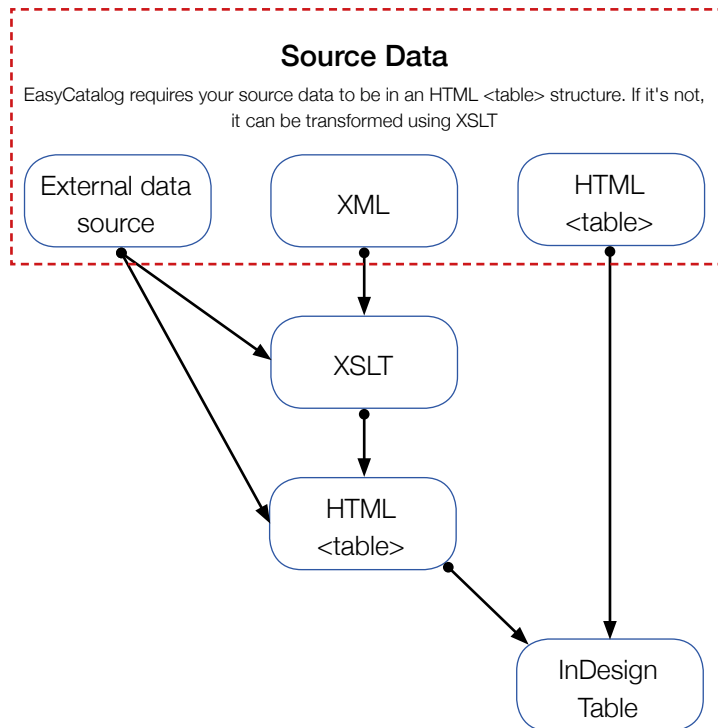 Source Data
EasyCatalog requires your source data to be in an HTML <table> structure. If it's not,
it can be transformed using XSLT
External data
source
XML
HTML
<table>
XSLT
HTML
<table>
InDesign
Table